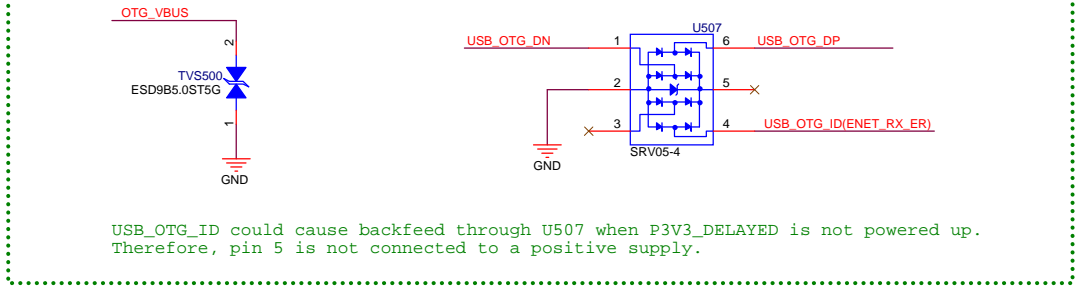 OTG_VBUS
2
TVS500
ESD9B5.0ST5G
1
GND
U507
USB_OTG_DN
1
6
USB_OTG_DP
2
5
3
4
USB_OTG_ID(ENET_RX_ER)
SRV05-4
GND
USB_OTG_ID could cause backfeed through U507 when P3V3_DELAYED is not powered up.
Therefore, pin 5 is not connected to a positive supply.